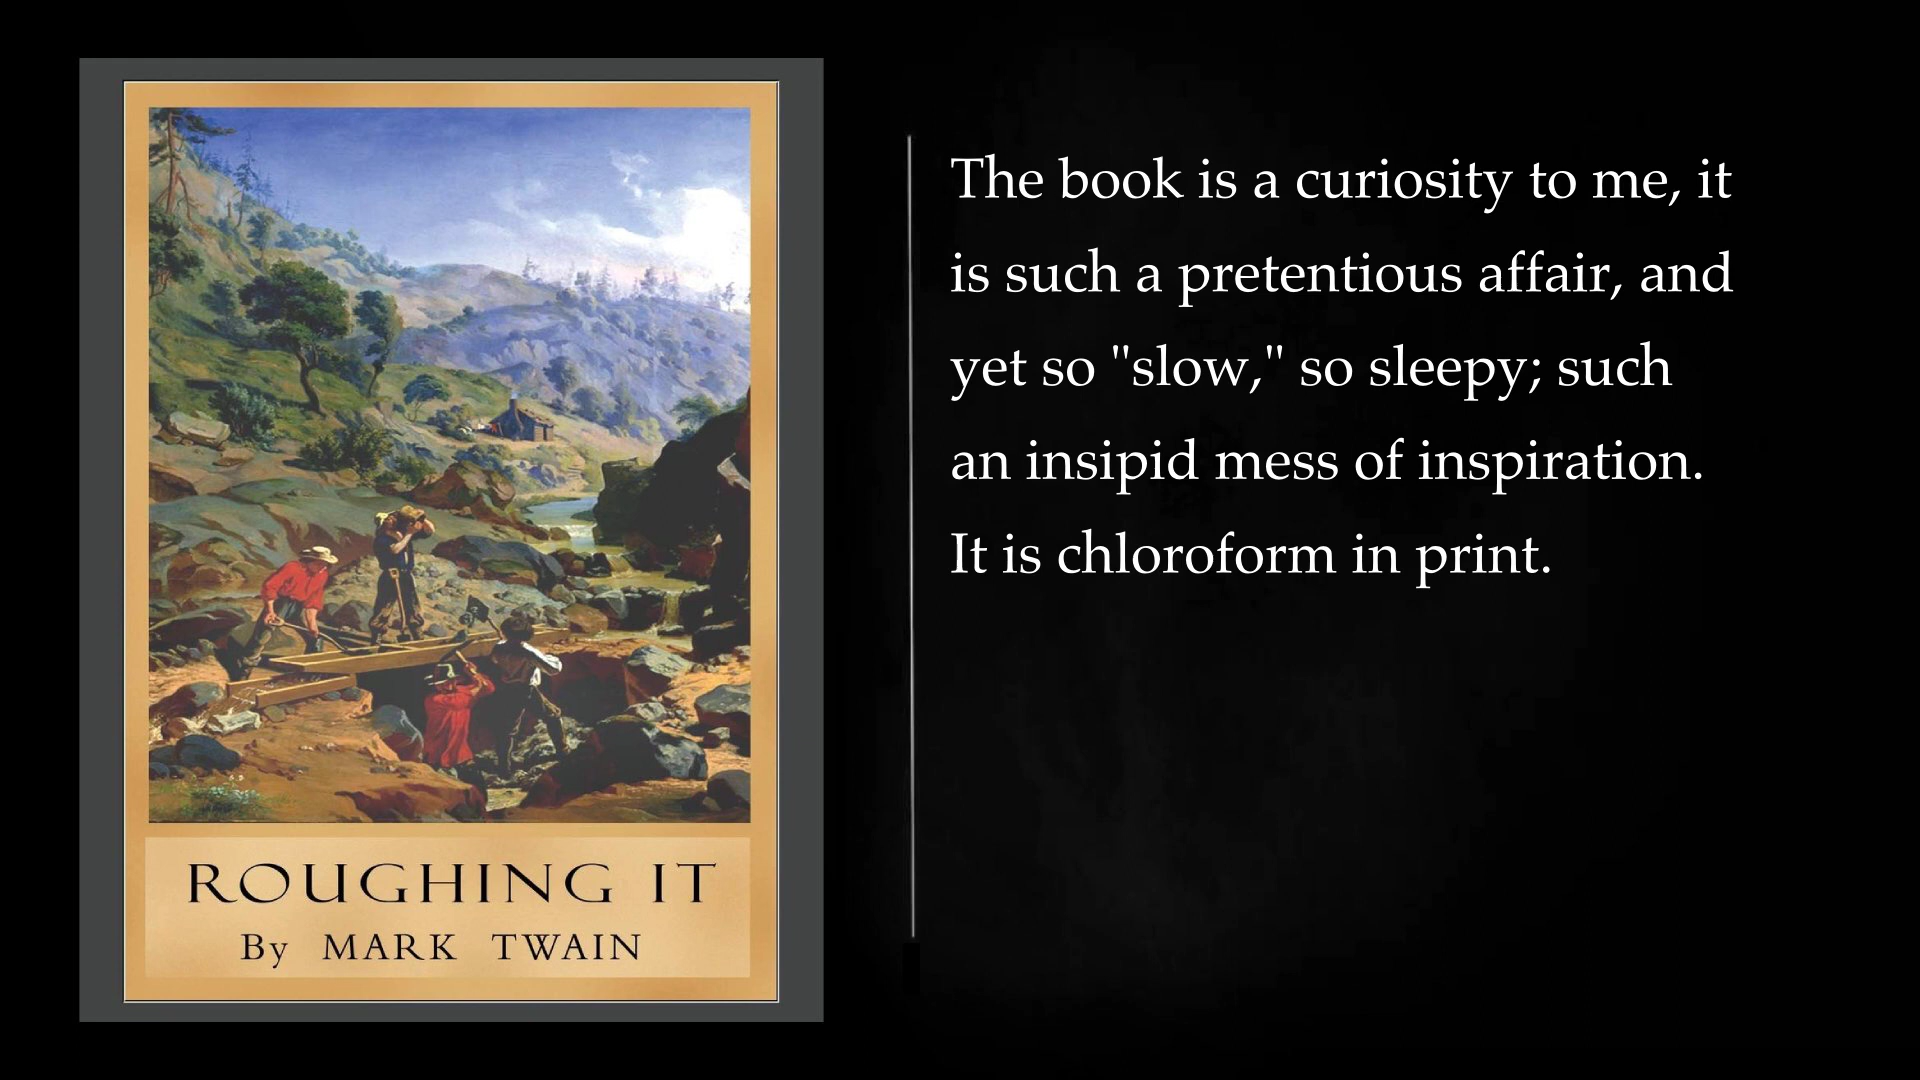 ROUGHING IT
By MARK TWAIN
The book is a curiosity to me, it
is such a pretentious affair, and
yet so "slow," so sleepy; such
an insipid mess of inspiration.
It is chloroform in print.